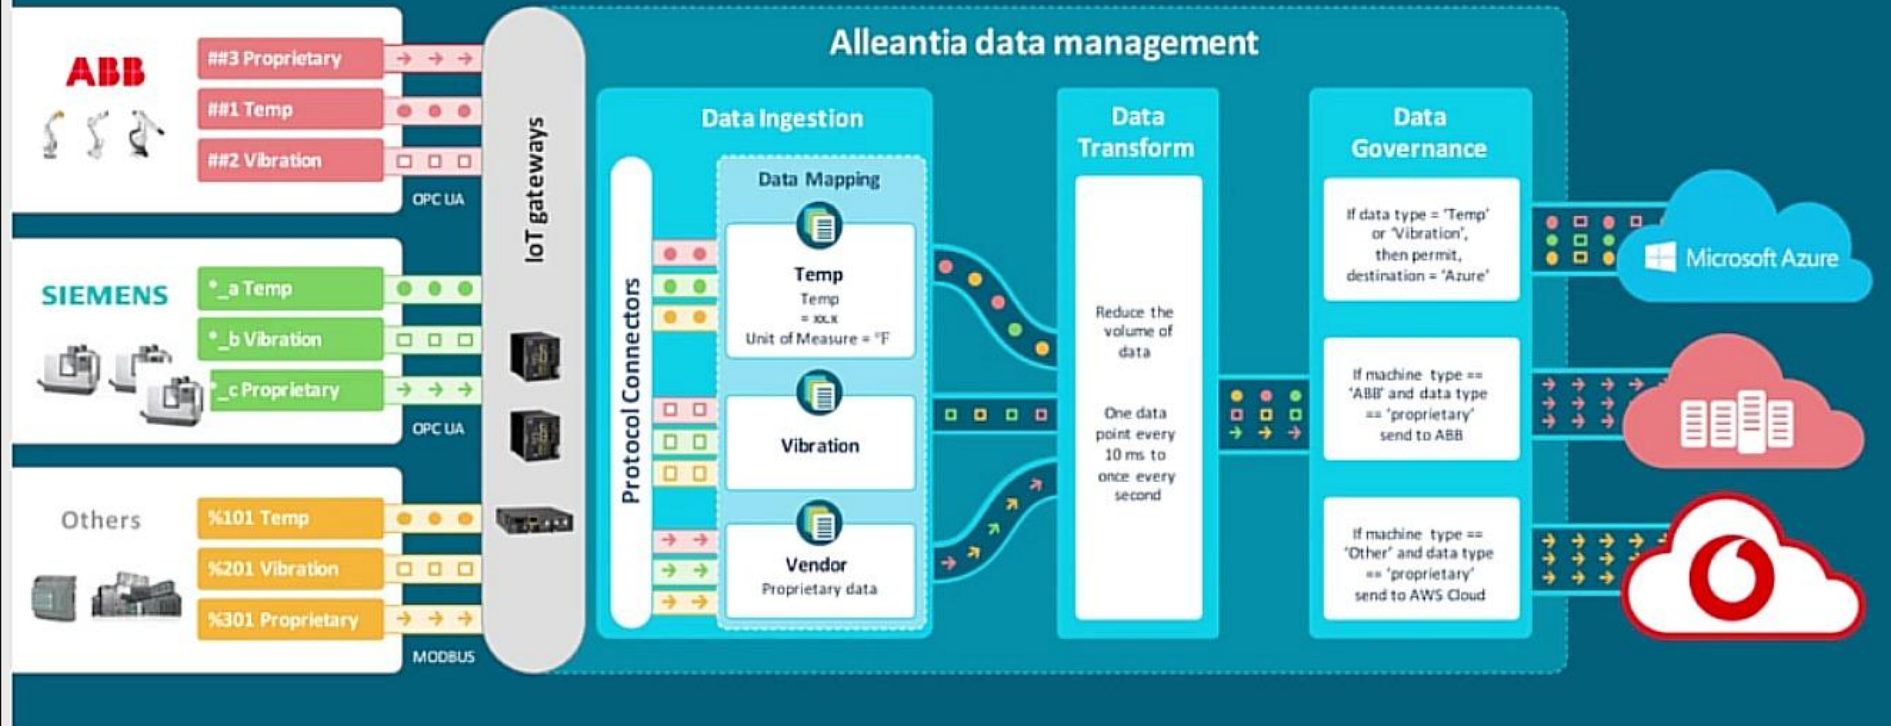 Alleantia data management
ABB
##3 Proprietary
##1 Temp
##2 Vibration
OPC UA
SIEMENS
*_a Temp
*_b Vibration
*_c Proprietary
OPC UA
Others
%101 Temp
%201 Vibration
%301 Proprietary
MODBUS
IoT gateways
Data Ingestion
Protocol Connectors
Data Mapping
Temp
Temp
= xx.x
Unit of Measure = °F
Vibration
Vendor
Proprietary data
Data
Transform
Reduce the
volume of
data
One data
point every
10 ms to
once every
second
Data
Governance
If data type = 'Temp'
or 'Vibration',
then permit,
destination = 'Azure'
If machine type ==
'ABB' and data type
== 'proprietary'
send to ABB
If machine type ==
'Other' and data type
== 'proprietary'
send to AWS Cloud
Microsoft Azure